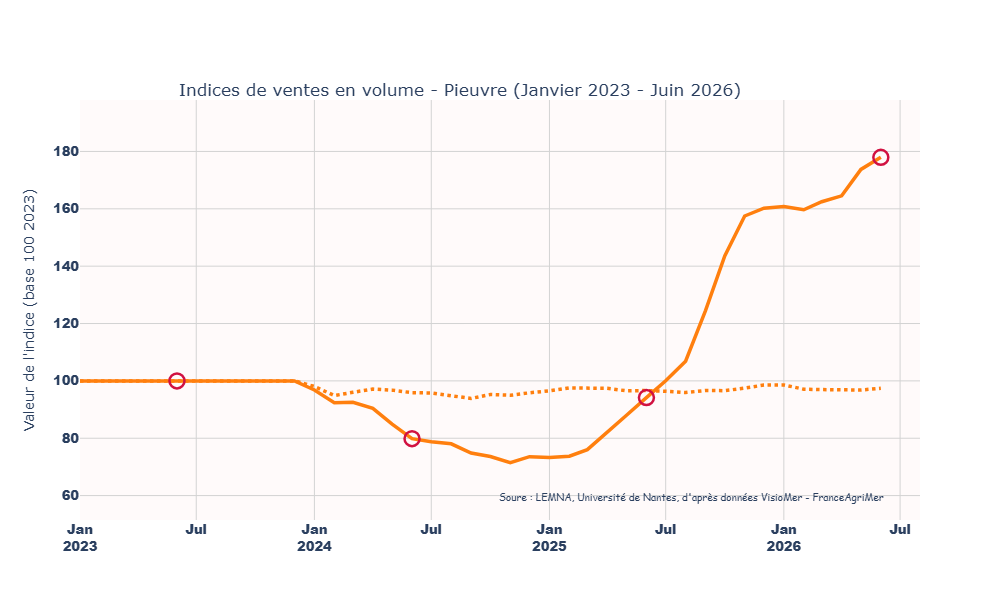 Indices de ventes en volume - Pieuvre (Janvier 2023 - Juin 2026)
Valeur de l'indice (base 100 2023)
180
160
140
120
100
80
60
Soure : LEMNA, Université de Nantes, d'après données VisioMer - FranceAgriMer
Jan Jul Jan Jul Jan Jul Jan Jul
2023 2024 2025 2026